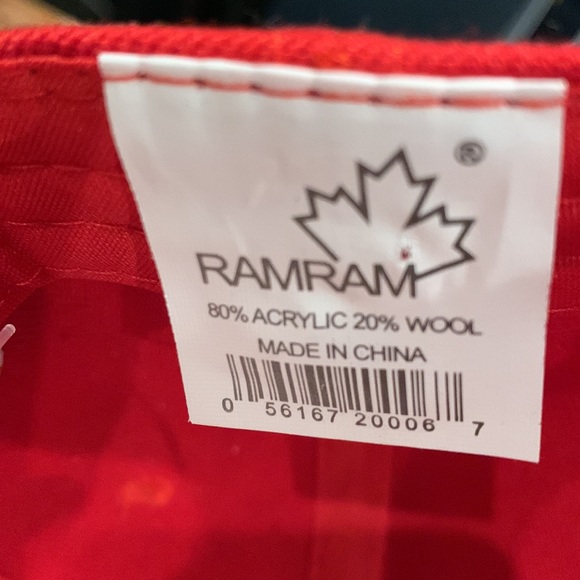 ®
RAMRAM
80% ACRYLIC 20% WOOL
MADE IN CHINA
0 56167 20006 7